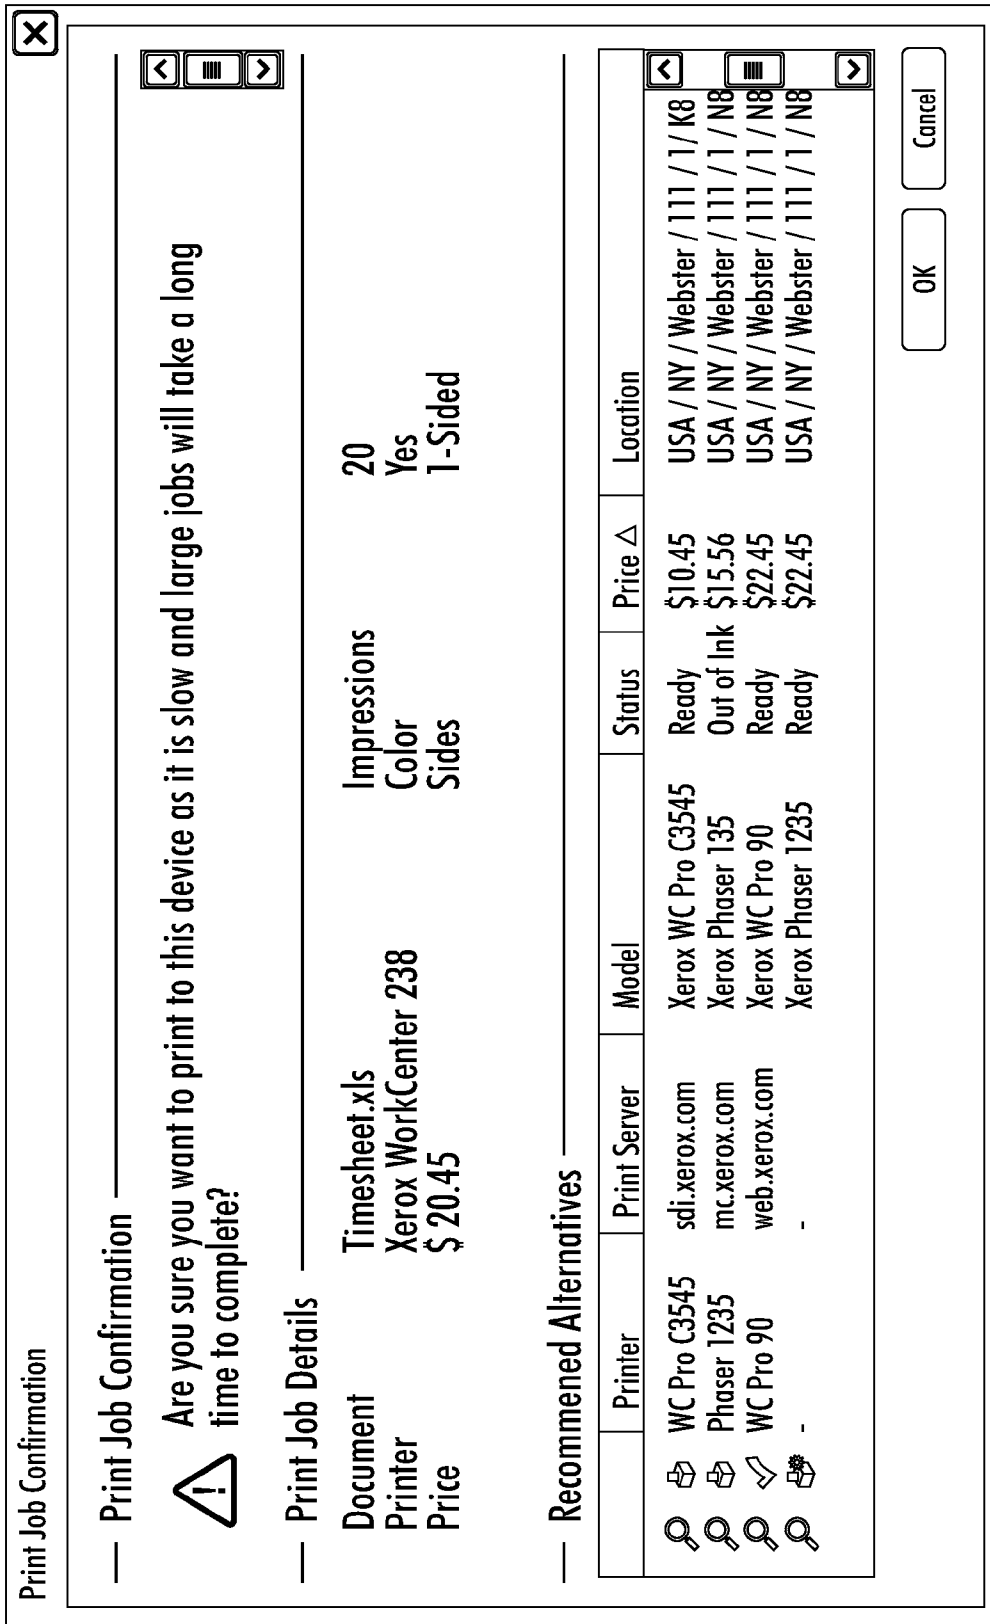 Print Job Confirmation
Print Job Confirmation
Are you sure you want to print to this device as it is slow and large jobs will take a long
time to complete?
Print Job Details
Document Timesheet.xls Impressions 20
Printer Xerox WorkCenter 238 Color Yes
Price $ 20.45 Sides 1-Sided
Recommened Alternatives
Printer Print Server Model Status Price △ Location
WC Pro C3545 sdi.xerox.com Xerox WC Pro C3545 Ready $10.45 USA / NY / Webster / 111 / 1/ K8
Phaser 1235 mc.xerox.com Xerox Phaser 135 Out of Ink $15.56 USA / NY / Webster / 111 / 1 / N8
WC Pro 90 web.xerox.com Xerox WC Pro 90 Ready $22.45 USA / NY / Webster / 111 / 1 / N8
- - Xerox Phaser 1235 Ready $22.45 USA / NY / Webster / 111 / 1 / N8
OK Cancel